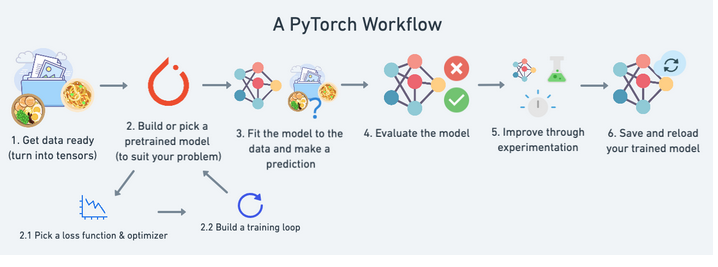 A PyTorch Workflow
1. Get data ready
(turn into tensors)
2. Build or pick a
pretrained model
(to suit your problem)
3. Fit the model to the
data and make a
prediction
4. Evaluate the model
5. Improve through
experimentation
6. Save and reload
your trained model
2.1 Pick a loss function & optimizer
2.2 Build a training loop
?